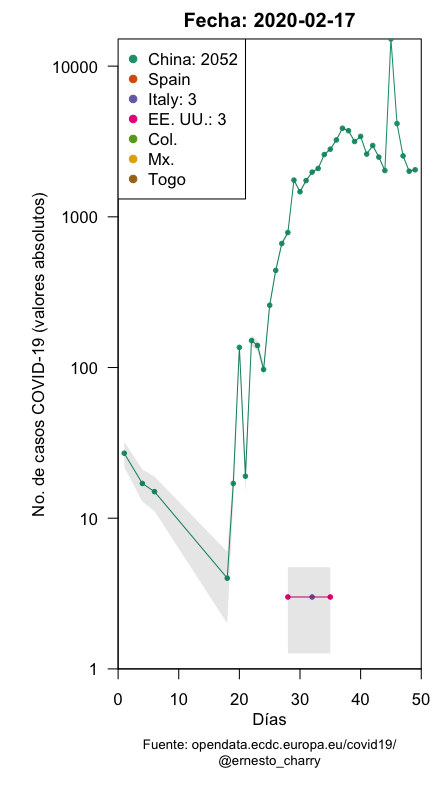 Fecha: 2020-02-17
China: 2052
Spain
Italy: 3
EE. UU.: 3
Col.
Mx.
Togo
No. de casos COVID-19 (valores absolutos)
10000
1000
100
10
1
0 10 20 30 40 50
Días
Fuente: opendata.ecdc.europa.eu/covid19/
@ernesto_charry